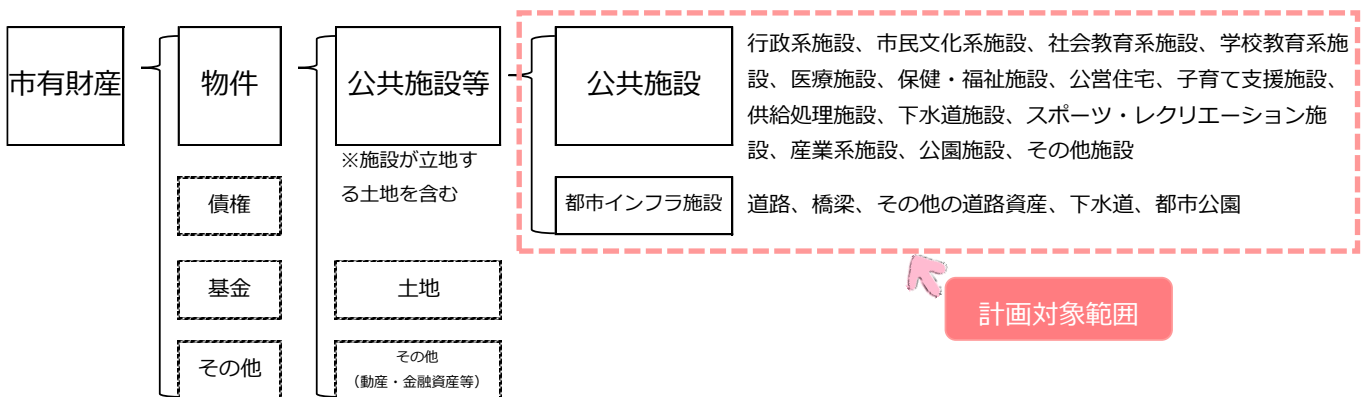 市有財産
物件
公共施設等
公共施設
行政系施設、市民文化系施設、社会教育系施設、学校教育系施
設、医療施設、保健・福祉施設、公営住宅、子育て支援施設、
供給処理施設、下水道施設、スポーツ・レクリエーション施
設、産業系施設、公園施設、その他施設
※施設が立地す
る土地を含む
債権
都市インフラ施設
道路、橋梁、その他の道路資産、下水道、都市公園
基金
土地
計画対象範囲
その他
その他
（動産・金融資産等）